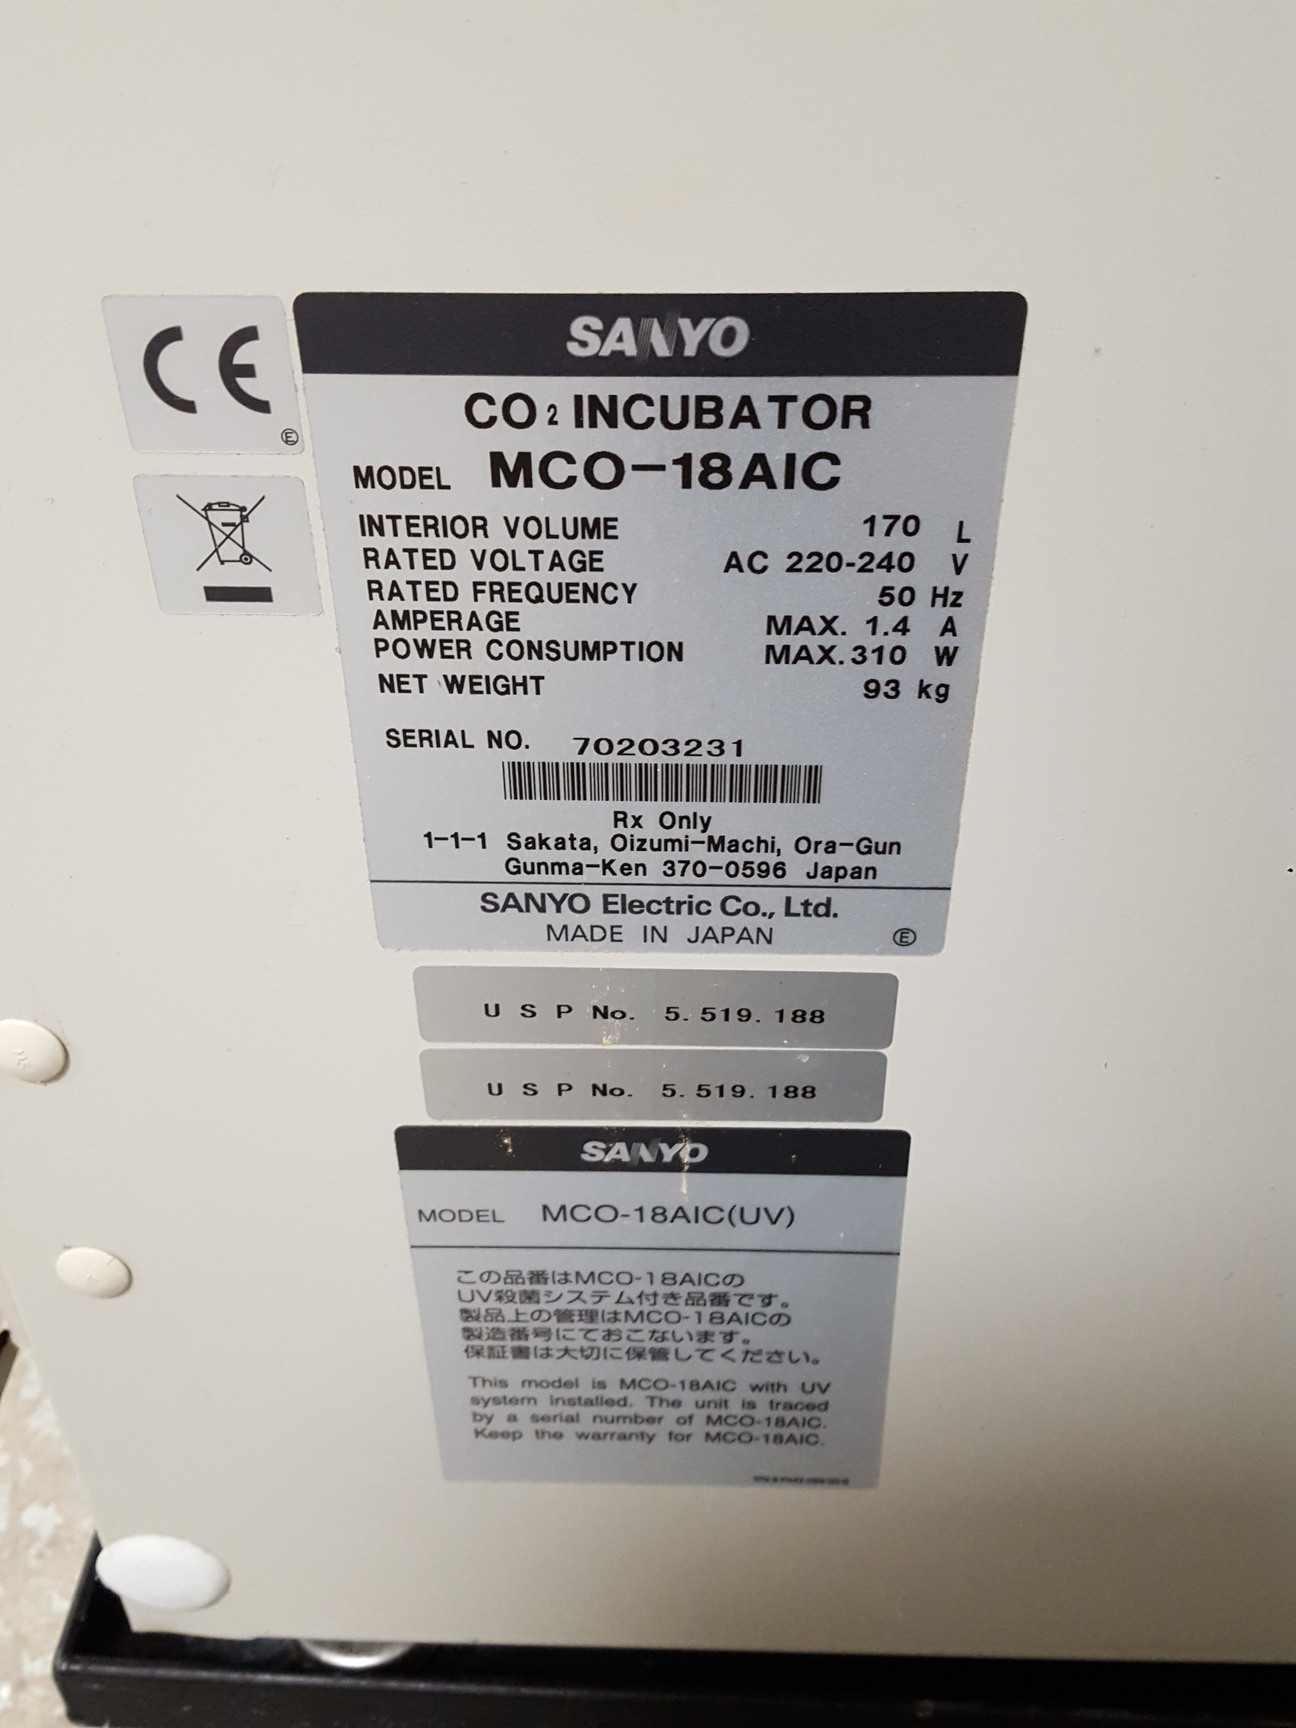 CE
E
SANYO
CO2 INCUBATOR
MODEL MCO-18AIC
INTERIOR VOLUME 170 L
RATED VOLTAGE AC 220-240 V
RATED FREQUENCY 50 Hz
AMPERAGE MAX. 1.4 A
POWER CONSUMPTION MAX. 310 W
NET WEIGHT 93 kg
SERIAL NO. 70203231
Rx Only
1-1-1 Sakata, Oizumi-Machi, Ora-Gun
Gunma-Ken 370-0596 Japan
SANYO Electric Co., Ltd.
MADE IN JAPAN E
U S P No. 5. 519. 188
U S P No. 5. 519. 188
SANYO
MODEL MCO-18AIC(UV)
この品番はMCO-18AICの
UV殺菌システム付き品番です。
製品上の管理はMCO-18AICの
製造番号にておこないます。
保証書は大切に保管してください。
This model is MCO-18AIC with UV
system installed. The unit is traced
by a serial number of MCO-18AIC.
Keep the warranty for MCO-18AIC.